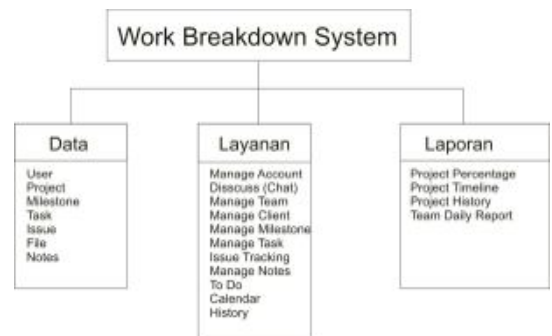 Work Breakdown System
Data
User
Project
Milestone
Task
Issue
File
Notes
Layanan
Manage Account
Disscuss (Chat)
Manage Team
Manage Client
Manage Milestone
Manage Task
Issue Tracking
Manage Notes
To Do
Calendar
History
Laporan
Project Percentage
Project Timeline
Project History
Team Daily Report